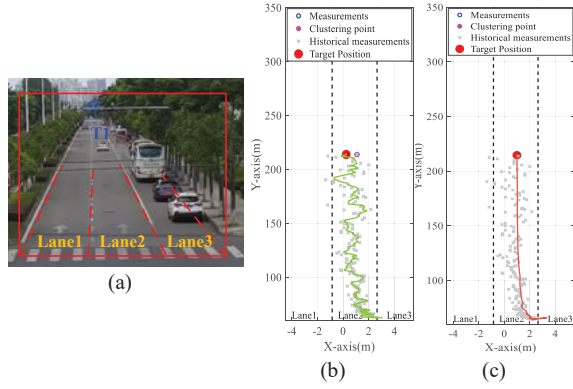 T1
Lane1
Lane2
Lane3
(a)
Measurements
Clustering point
Historical measurements
Target Position
350
300
250
200
150
100
Y-axis(m)
Lane1
Lane2
Lane3
-4
-2
0
2
4
X-axis(m)
(b)
Measurements
Clustering point
Historical measurements
Target Position
350
300
250
200
150
100
Y-axis(m)
Lane1
Lane2
Lane3
-4
-2
0
2
4
X-axis(m)
(c)